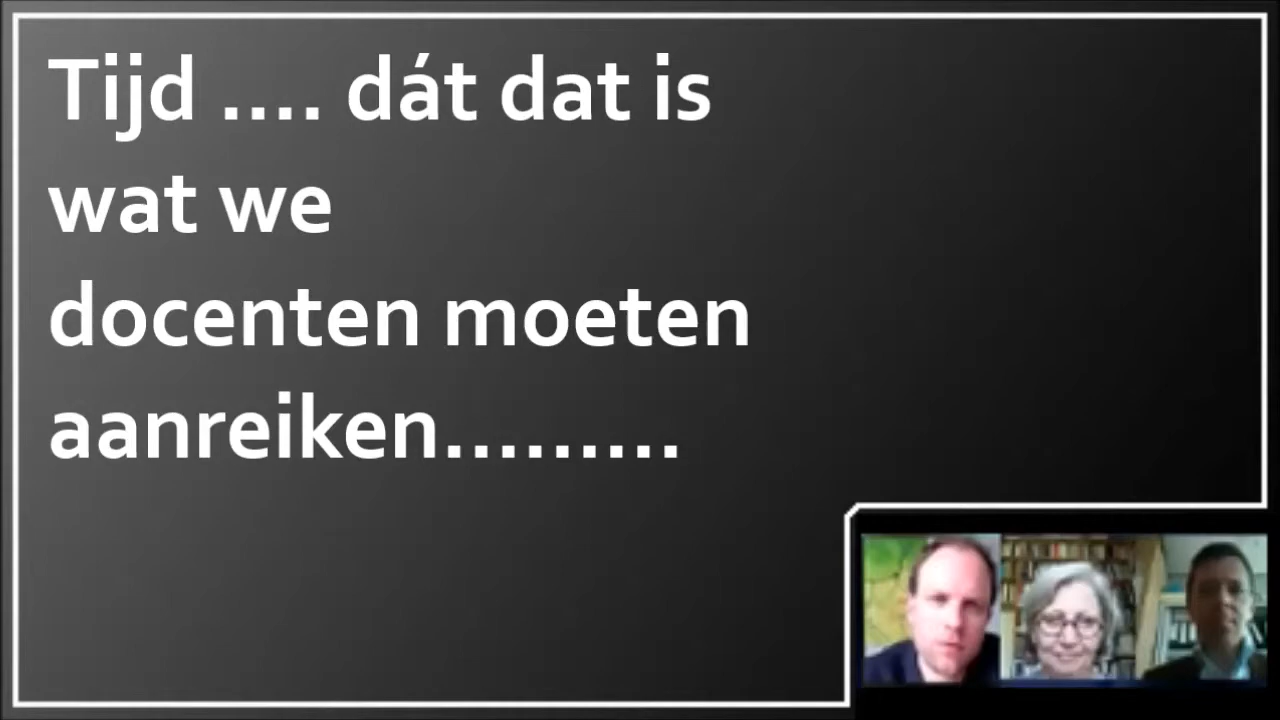 Tijd .... dát dat is
wat we
docenten moeten
aanreiken.........